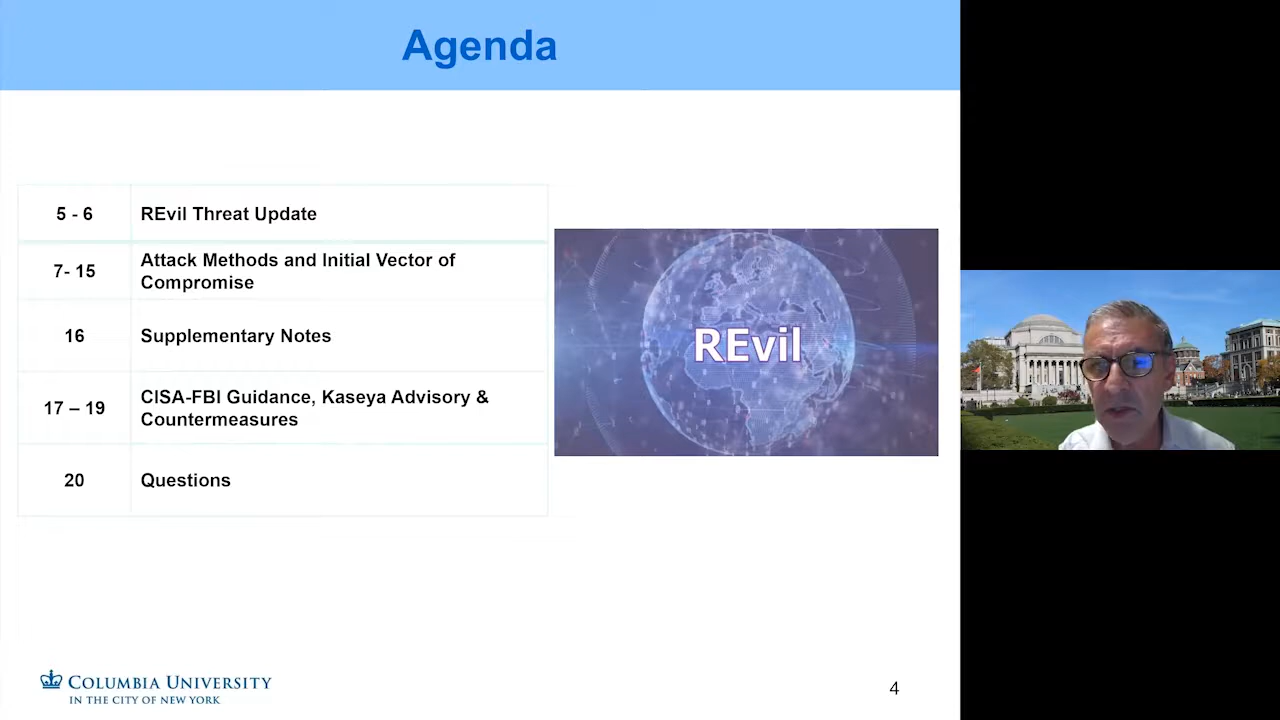 Agenda
5 - 6
REvil Threat Update
7- 15
Attack Methods and Initial Vector of
Compromise
16
Supplementary Notes
17 – 19
CISA-FBI Guidance, Kaseya Advisory &
Countermeasures
20
Questions
REvil
COLUMBIA UNIVERSITY
IN THE CITY OF NEW YORK
4